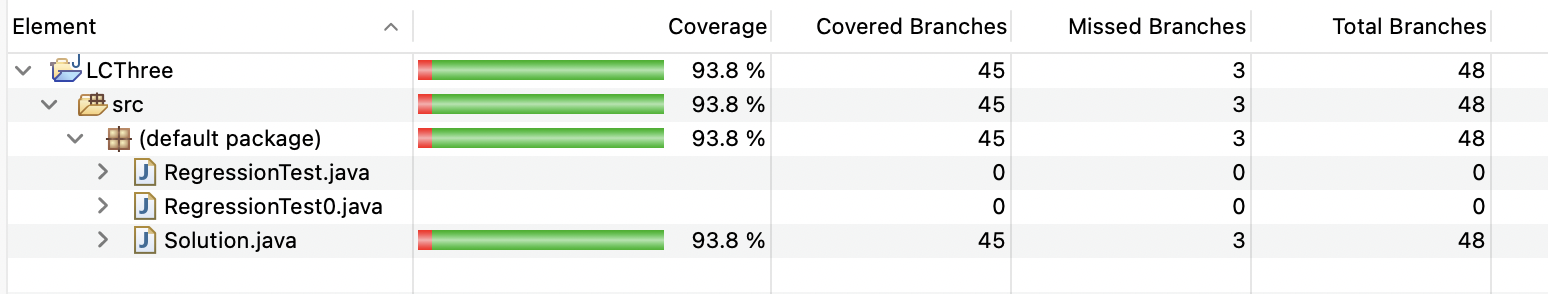 Element Coverage Covered Branches Missed Branches Total Branches
LCThree 93.8 % 45 3 48
src 93.8 % 45 3 48
(default package) 93.8 % 45 3 48
RegressionTest.java 0 0 0
RegressionTest0.java 0 0 0
Solution.java 93.8 % 45 3 48